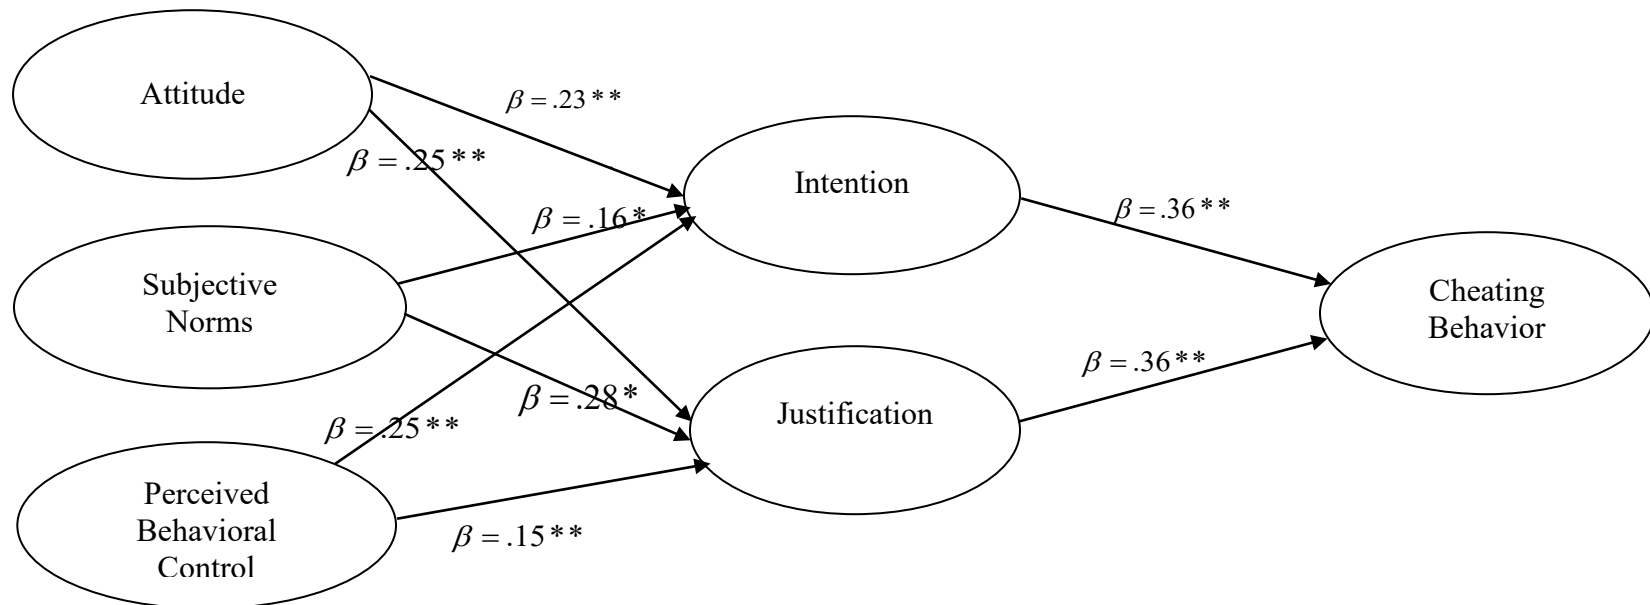 Attitude
β = .23**
β = .25**
Intention
β = .16*
β = .36**
Subjective
Norms
Cheating
Behavior
β = .36**
β = .28*
Justification
β = .25**
Perceived
Behavioral
Control
β = .15**